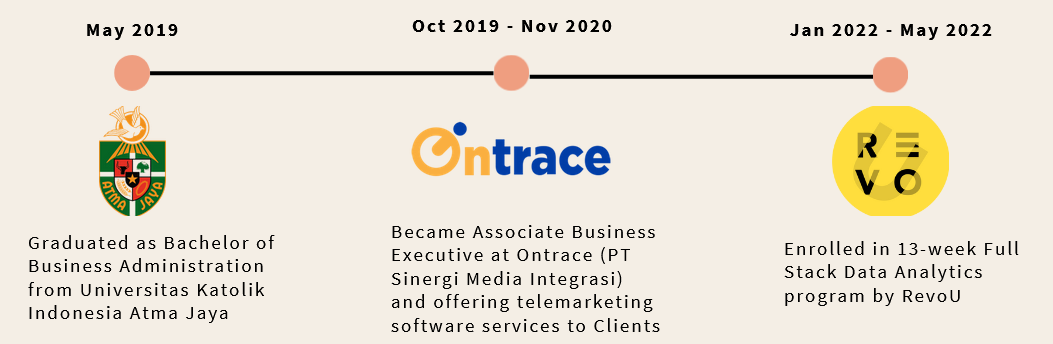 May 2019
Oct 2019 - Nov 2020
Jan 2022 - May 2022
ATMA JAYA
Ontrace
RE
VO
Graduated as Bachelor of
Business Administration
from Universitas Katolik
Indonesia Atma Jaya
Became Associate Business
Executive at Ontrace (PT
Sinergi Media Integrasi)
and offering telemarketing
software services to Clients
Enrolled in 13-week Full
Stack Data Analytics
program by RevoU